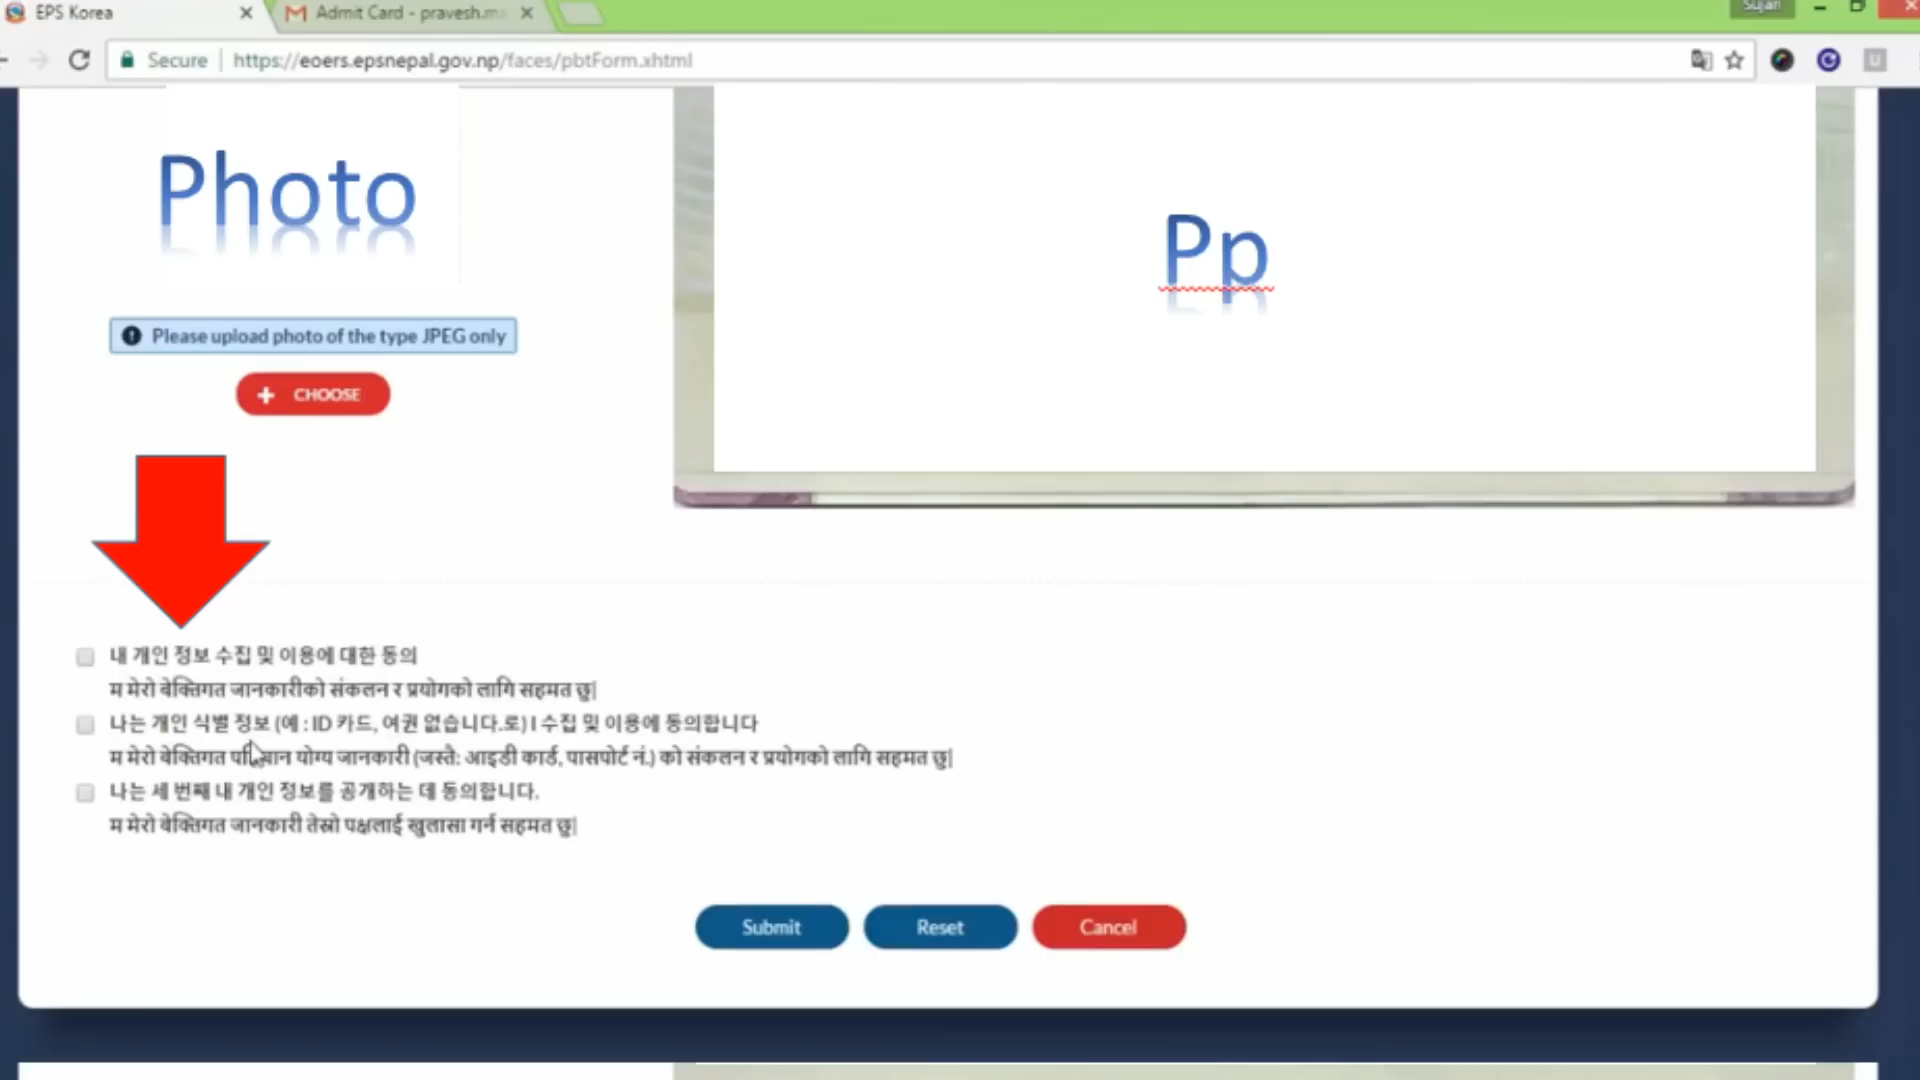 EPS Korea
Admit Card - pravesh.m
Sujan
Secure
https://eoers.epsnepal.gov.np/faces/pbtForm.xhtml
Photo
Pp
Please upload photo of the type JPEG only
CHOOSE
내 개인 정보 수집 및 이용에 대한 동의
म मेरो बेक्तिगत जानकारीको संकलन र प्रयोगको लागि सहमत छु|
나는 개인 식별 정보 (예 : ID 카드, 여권 없습니다.로) I 수집 및 이용에 동의합니다
म मेरो बेक्तिगत पहिचान योग्य जानकारी (जस्तै: आइडी कार्ड, पासपोर्ट नं.) को संकलन र प्रयोगको लागि सहमत छु|
나는 세 번째 내 개인 정보를 공개하는 데 동의합니다.
म मेरो बेक्तिगत जानकारी तेस्रो पक्षलाई खुलासा गर्न सहमत छु|
Submit
Reset
Cancel